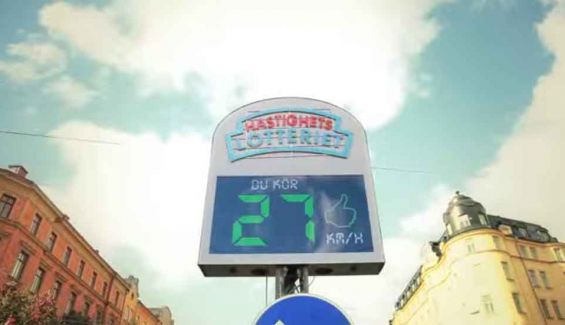 HASTIGHETS
LOTTERIET
DU KÖR
27
KM/H